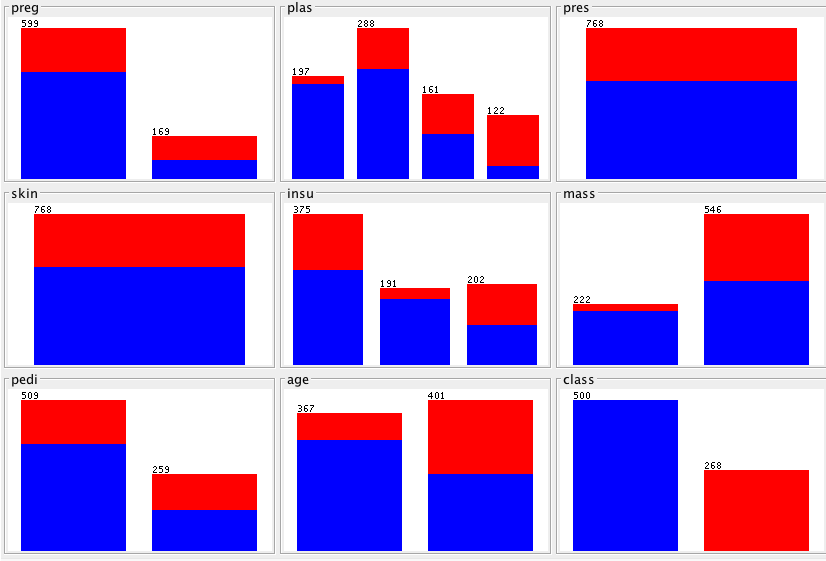 preg
599
169
plas
197
288
161
122
pres
768
skin
768
insu
375
191
202
mass
222
546
pedi
509
259
age
367
401
class
500
268